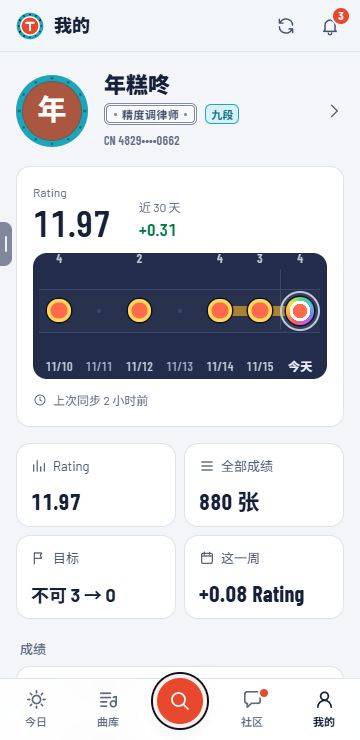 我的
3
年
年糕咚
精度调律师
九段
CN 4829••••0662
Rating
11.97
近 30 天
+0.31
4 2 4 3 4
11/10 11/11 11/12 11/13 11/14 11/15 今天
上次同步 2 小时前
Rating
11.97
全部成绩
880 张
目标
不可 3 → 0
这一周
+0.08 Rating
成绩
今日
曲库
社区
我的